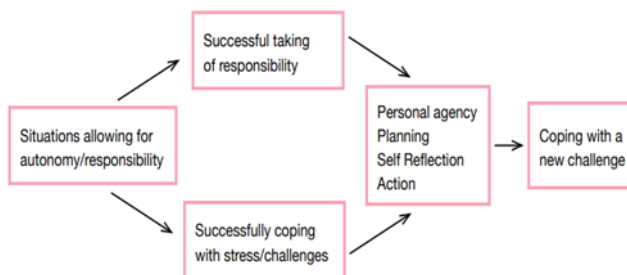 Successful taking
of responsibility
Situations allowing for
autonomy/responsibility
Successfully coping
with stress/challenges
Personal agency
Planning
Self Reflection
Action
Coping with a
new challenge